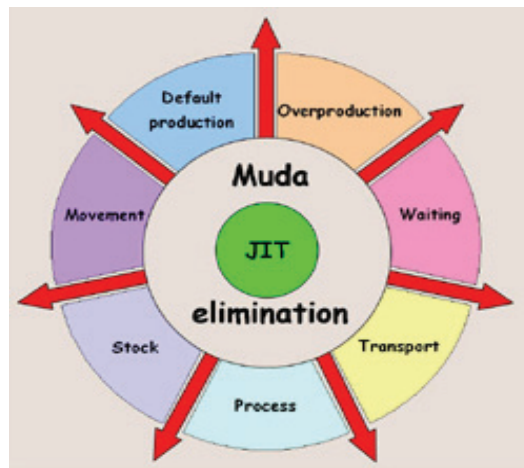 Default
production
Overproduction
Muda
Movement
Waiting
JIT
elimination
Stock
Transport
Process